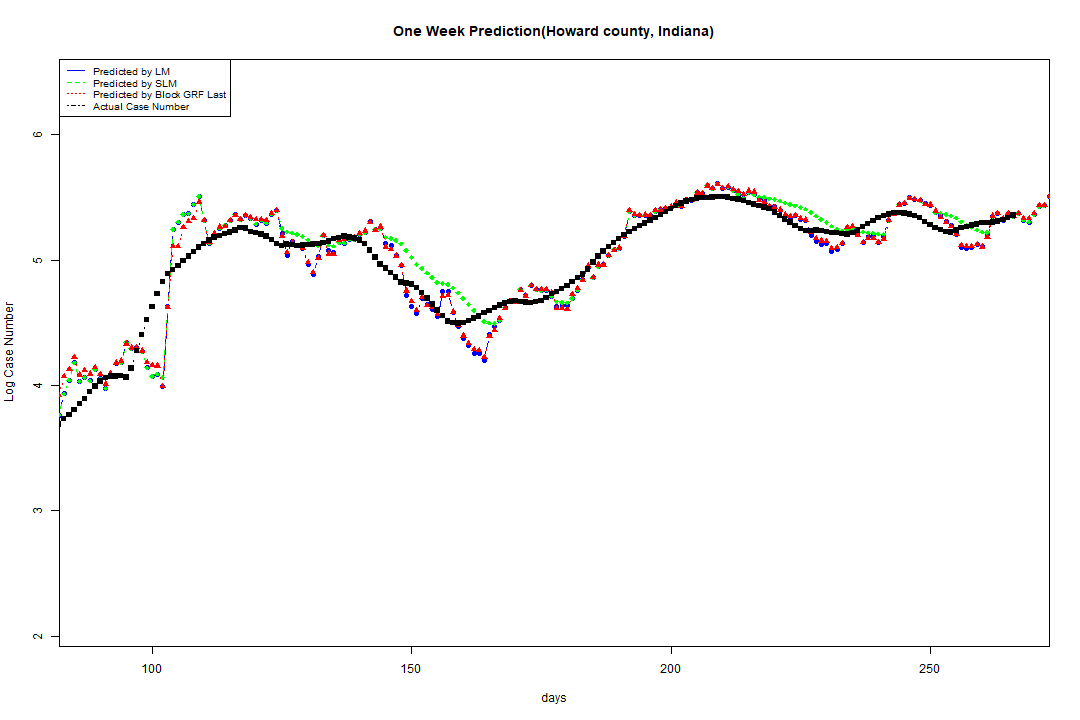 One Week Prediction(Howard county, Indiana)
Predicted by LM
Predicted by SLM
Predicted by Block GRF Last
Actual Case Number
6
5
4
3
2
Log Case Number
100 150 200 250
days